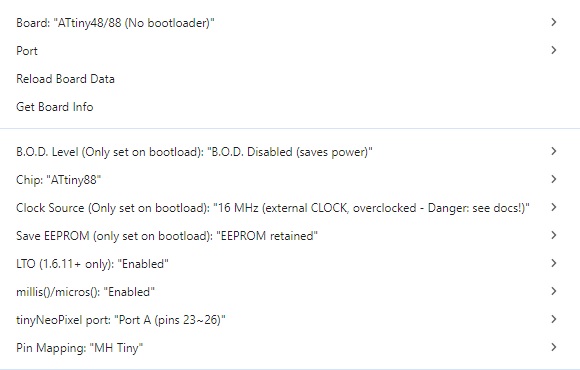 Board: "ATtiny48/88 (No bootloader)"
Port
Reload Board Data
Get Board Info
B.O.D. Level (Only set on bootload): "B.O.D. Disabled (saves power)"
Chip: "ATtiny88"
Clock Source (Only set on bootload): "16 MHz (external CLOCK, overclocked - Danger: see docs!)"
Save EEPROM (only set on bootload): "EEPROM retained"
LTO (1.6.11+ only): "Enabled"
millis()/micros(): "Enabled"
tinyNeoPixel port: "Port A (pins 23~26)"
Pin Mapping: "MH Tiny"